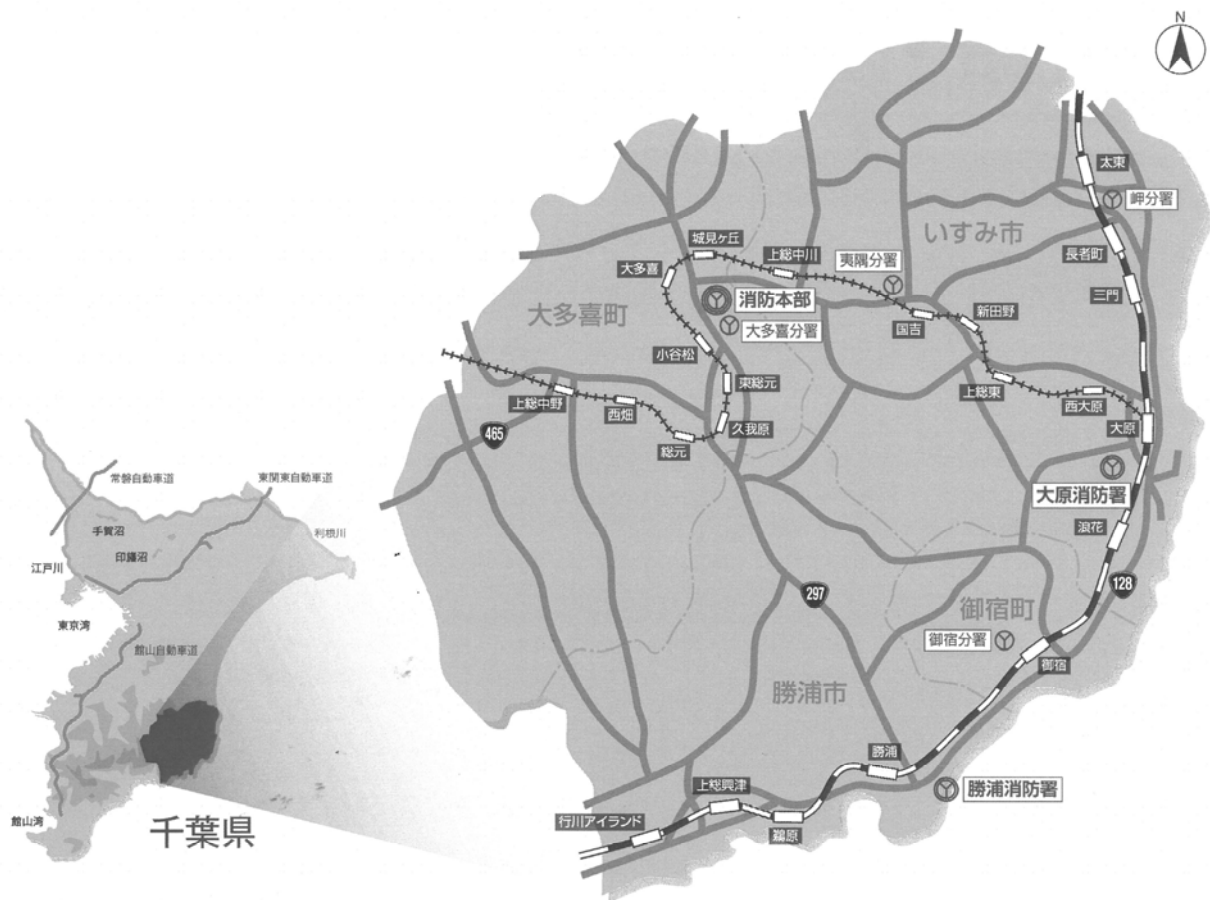 N
太東
岬分署
いすみ市
長者町
城見ヶ丘
上総中川
夷隅分署
大多喜
三門
消防本部
大多喜町
大多喜分署
国吉
新田野
小谷松
東総元
上総東
上総中野
西畑
西大原
久我原
大原
465
総元
大原消防署
常磐自動車道
東関東自動車道
手賀沼
利根川
印旛沼
浪花
江戸川
128
297
御宿町
東京湾
御宿分署
館山自動車道
御宿
勝浦市
勝浦
勝浦消防署
上総興津
行川アイランド
鵜原
館山湾
千葉県